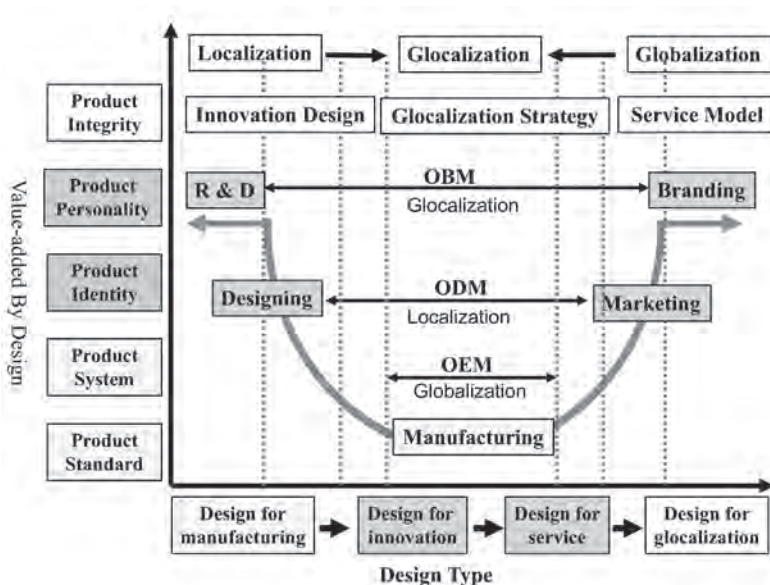 Localization
Glocalization
Globalization
Product
Integrity
Innovation Design
Glocalization Strategy
Service Model
Product
Personality
R & D
OBM
Glocalization
Branding
Value-added By Design
Product
Identity
Designing
ODM
Localization
Marketing
Product
System
OEM
Globalization
Product
Standard
Manufacturing
Design for
manufacturing
Design for
innovation
Design for
service
Design for
glocalization
Design Type